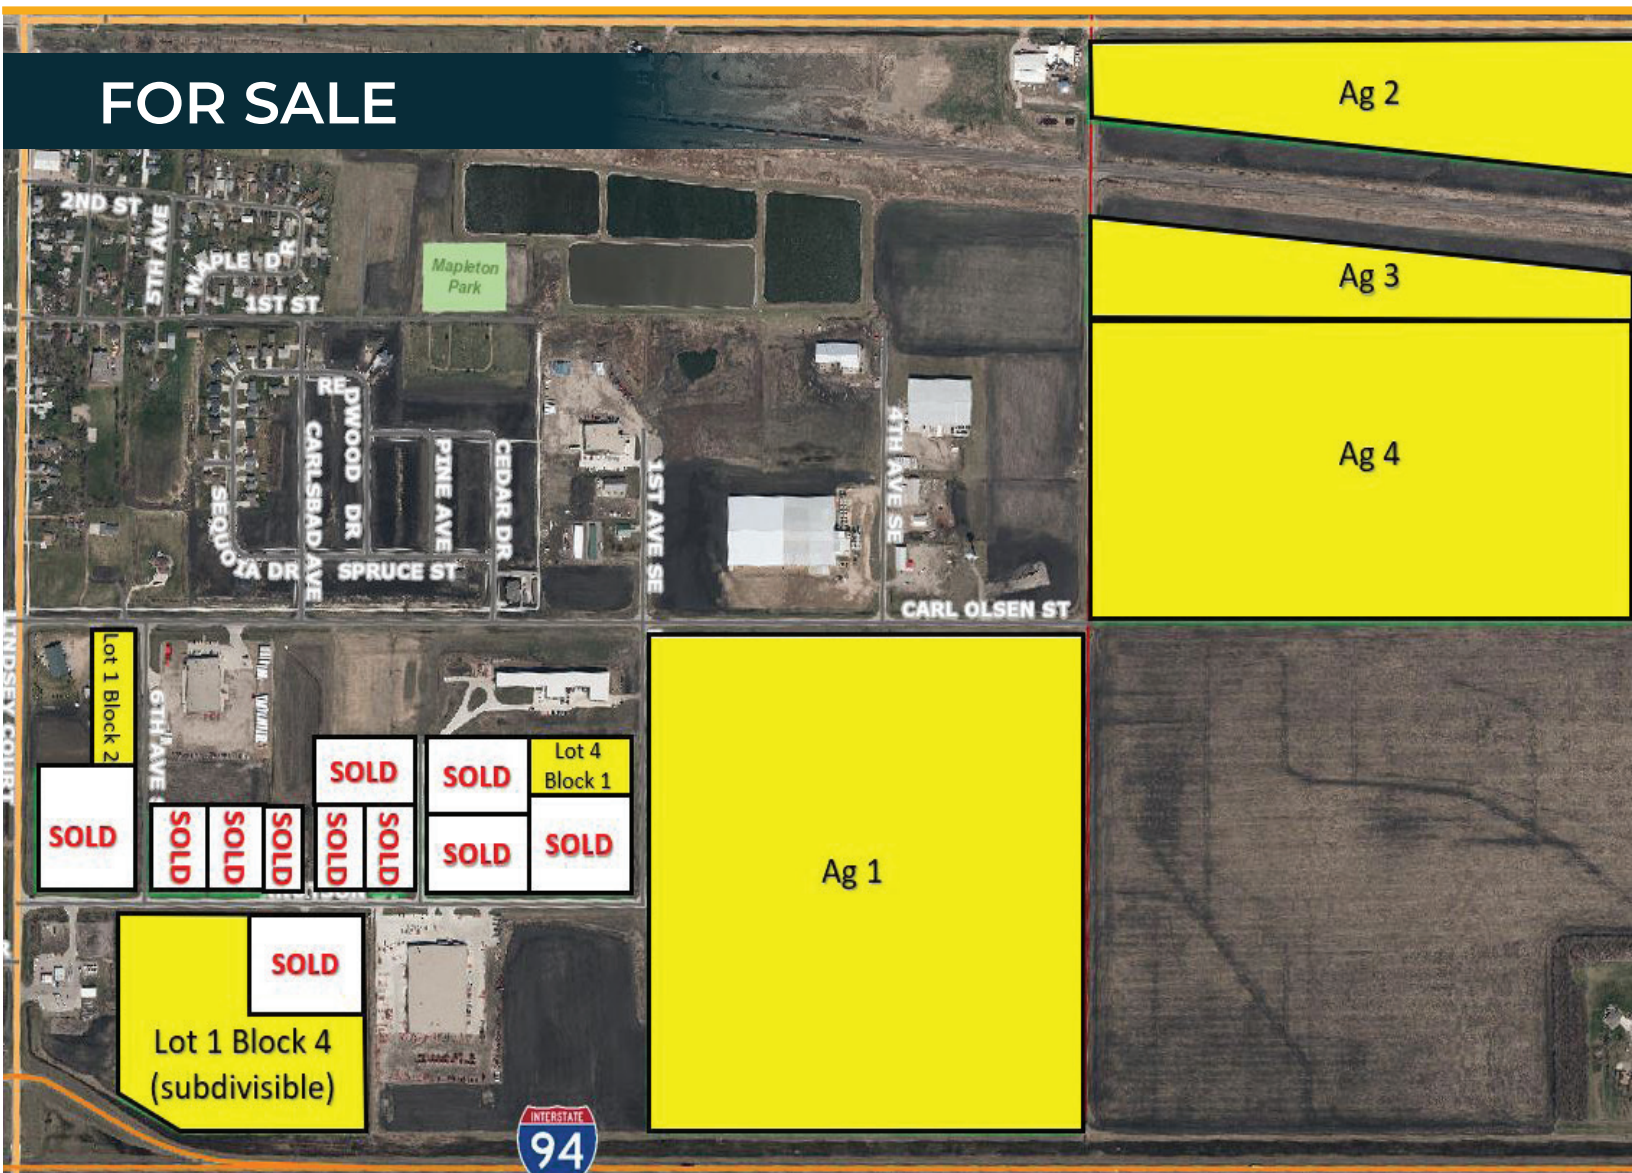 FOR SALE
Ag 2
2ND ST
5TH AVE
MAPLE DR
1ST ST
Mapleton
Park
Ag 3
REDWOOD DR
CARLSBAD AVE
SEQUOIA DR
PINE AVE
CEDAR DR
SPRUCE ST
1ST AVE SE
4TH AVE SE
CARL OLSEN ST
Ag 4
LINDSEY COURT
Lot 1 Block 2
6TH AVE
SOLD
SOLD
SOLD
SOLD
SOLD
SOLD
SOLD
SOLD
SOLD
Lot 4
Block 1
SOLD
Ag 1
SOLD
Lot 1 Block 4
(subdivisible)
INTERSTATE
94